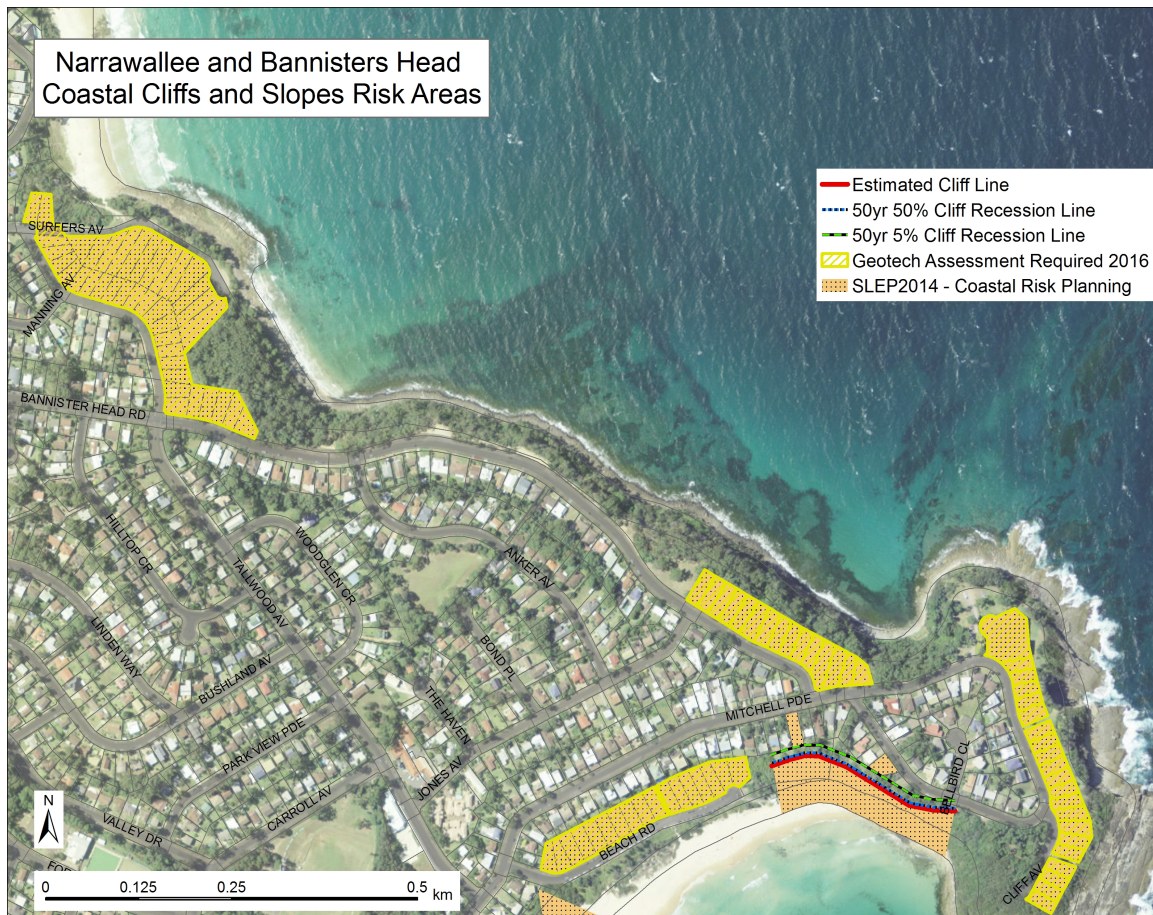 Narrawallee and Bannisters Head
Coastal Cliffs and Slopes Risk Areas
Estimated Cliff Line
50yr 50% Cliff Recession Line
50yr 5% Cliff Recession Line
Geotech Assessment Required 2016
SLEP2014 - Coastal Risk Planning
SURFERS AV
MANNING AV
BANNISTER HEAD RD
HILLTOP CR
TALLWOOD AV
WOODGLEN CR
ANKER AV
LINDEN WAY
BUSHLAND AV
BOND PL
THE HAVEN
PARK VIEW PDE
MITCHELL PDE
JONES AV
BELLBIRD CL
CARROLL AV
VALLEY DR
BEACH RD
CLIFF AV
N
0 0.125 0.25 0.5 km